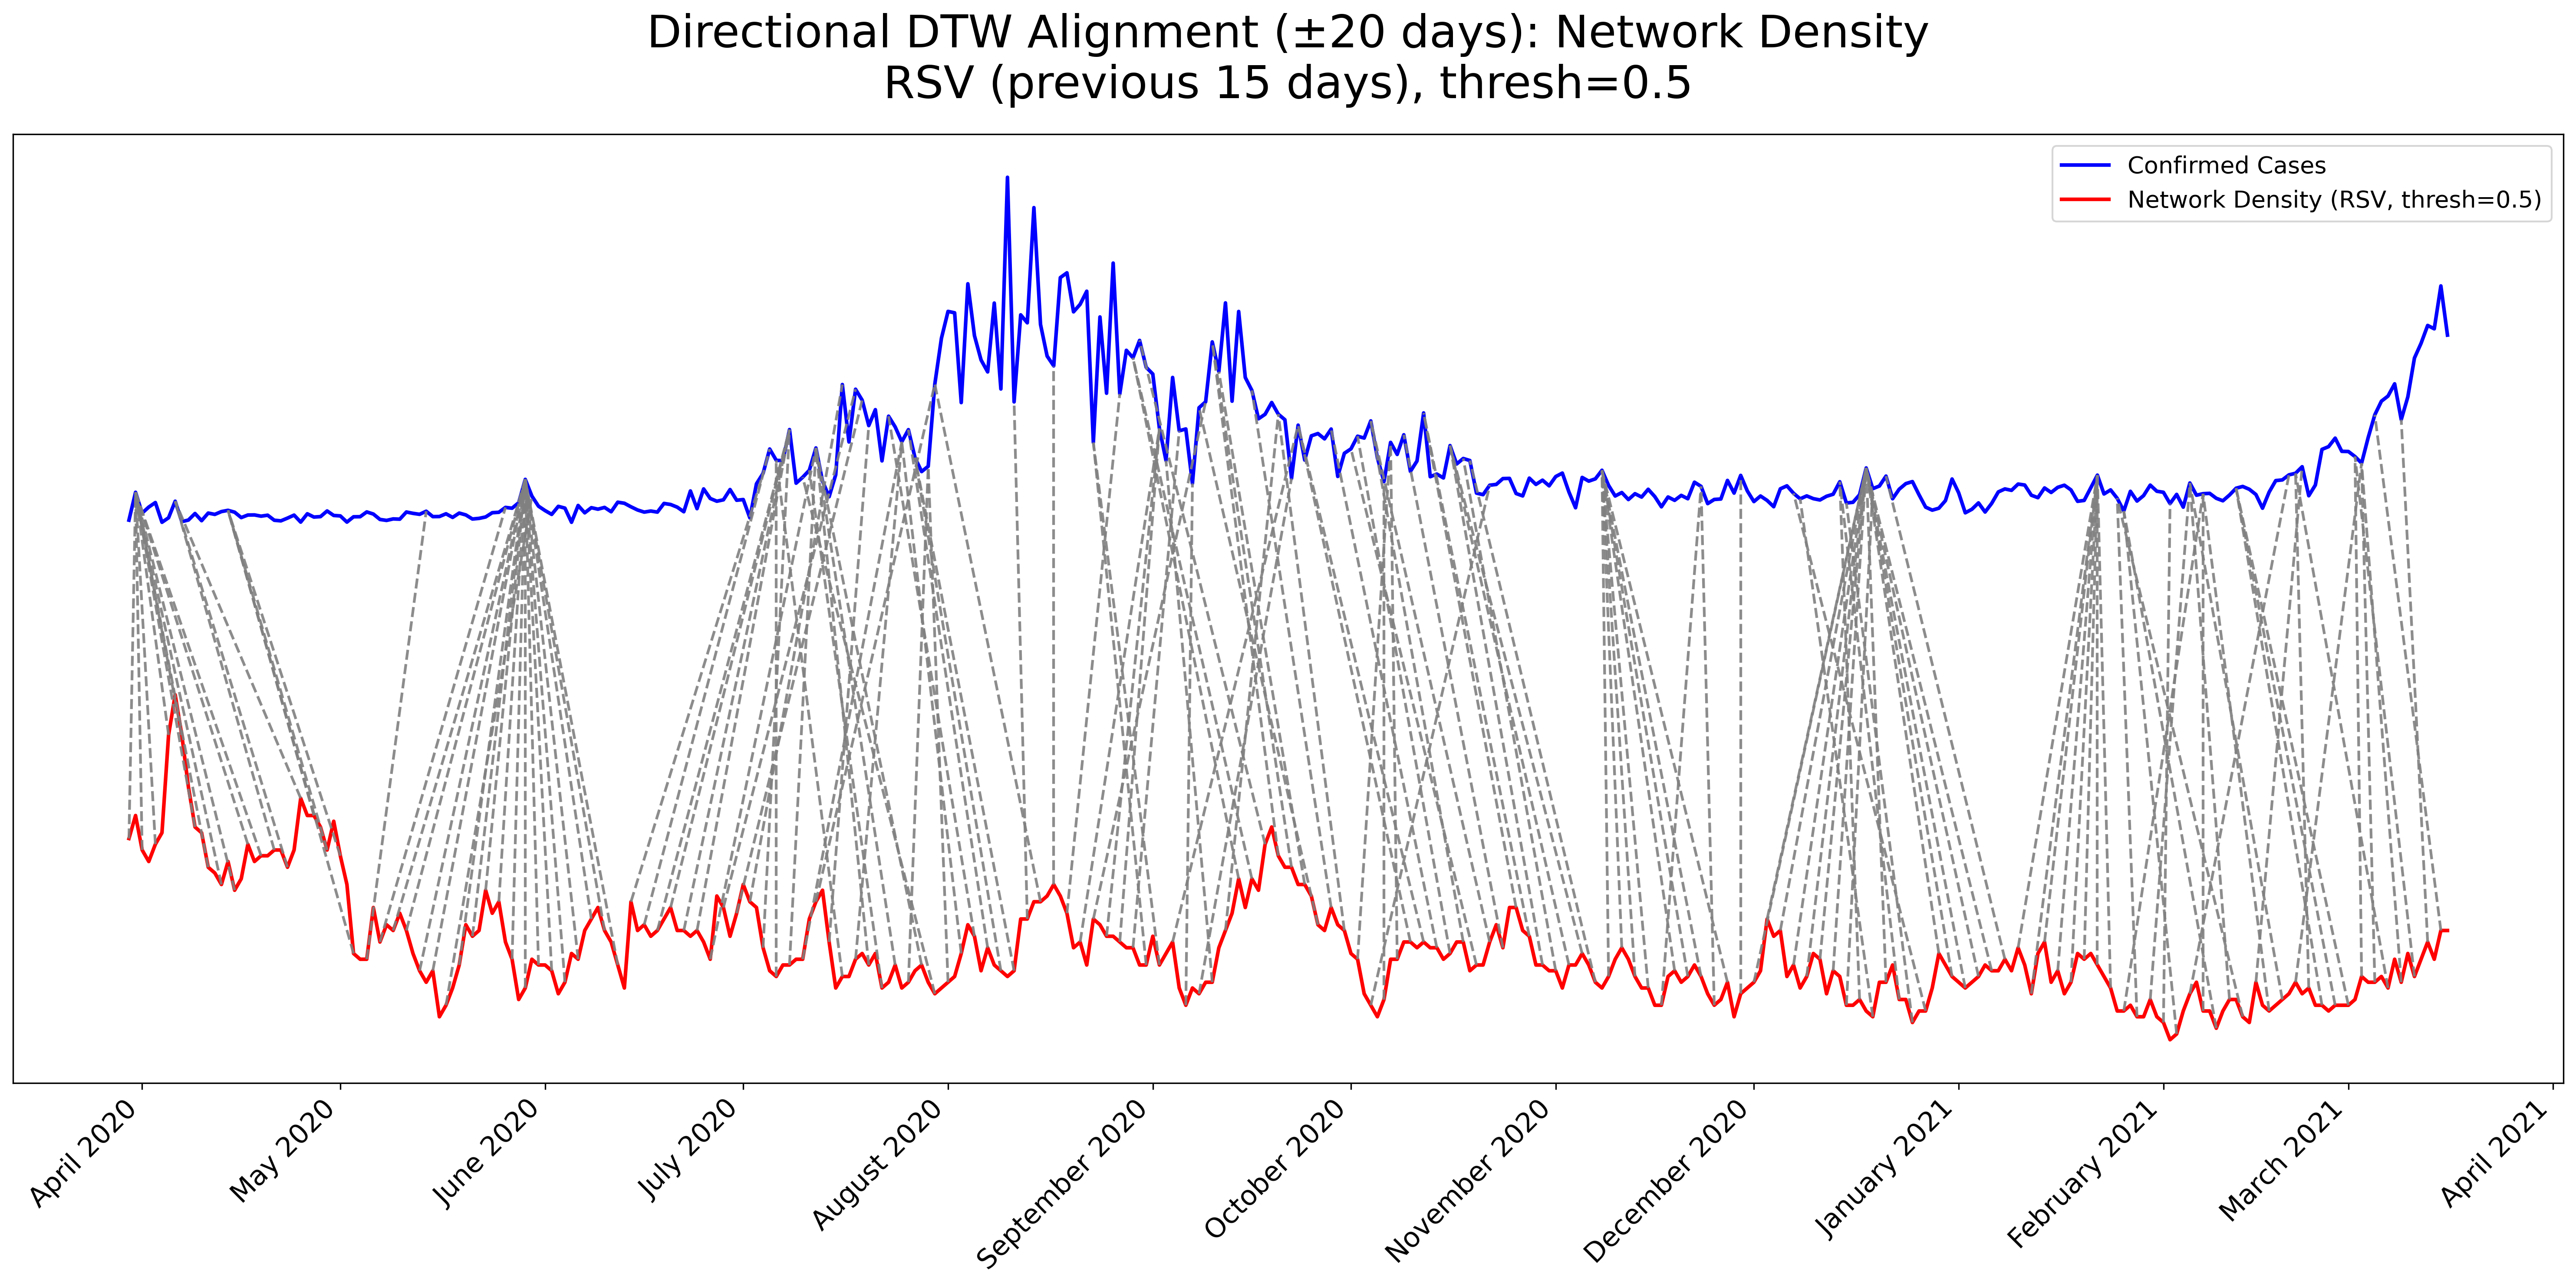 Directional DTW Alignment (±20 days): Network Density
RSV (previous 15 days), thresh=0.5
Confirmed Cases
Network Density (RSV, thresh=0.5)
April 2020
May 2020
June 2020
July 2020
August 2020
September 2020
October 2020
November 2020
December 2020
January 2021
February 2021
March 2021
April 2021